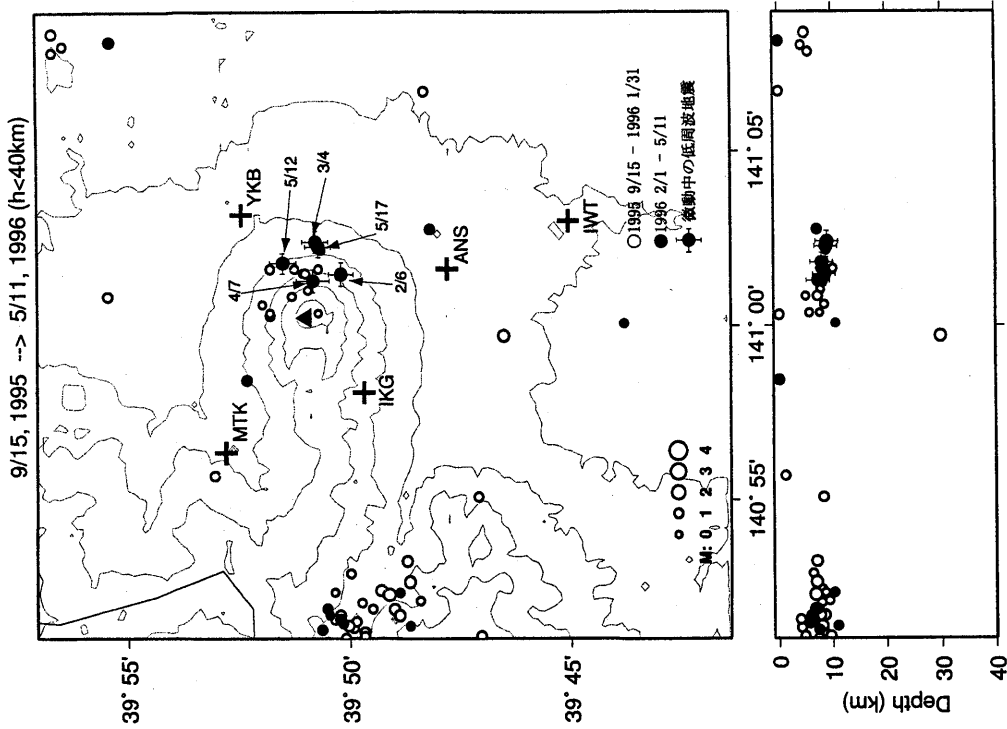 9/15, 1995 --> 5/11, 1996 (h<40km)
39° 55'
39° 50'
39° 45'
MTK
YKB
IKG
ANS
IWT
4/7
5/12
3/4
5/17
2/6
M: 0 1 2 3 4
1995 9/15 - 1996 1/31
1996 2/1 - 5/11
微動中の低周波地震
140° 55'
141° 00'
141° 05'
Depth (km)
0
10
20
30
40